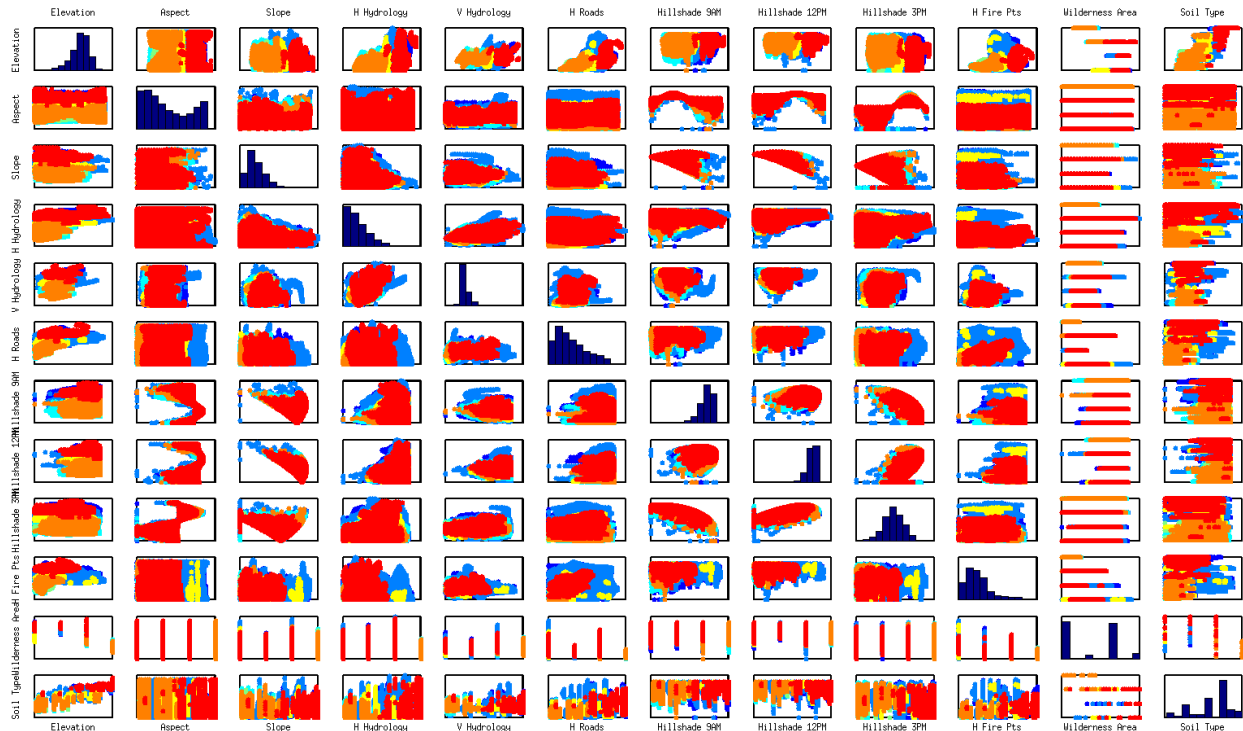 Elevation Aspect Slope H Hydrology V Hydrology H Roads Hillshade 9AM Hillshade 12PM Hillshade 3PM H Fire Pts Wilderness Area Soil Type
Elevation
Aspect
Slope
H Hydrology
V Hydrology
H Roads
Hillshade 9AM
Hillshade 12PM
Hillshade 3PM
H Fire Pts
Wilderness Area
Soil Type
Elevation Aspect Slope H Hydrology V Hydrology H Roads Hillshade 9AM Hillshade 12PM Hillshade 3PM H Fire Pts Wilderness Area Soil Type